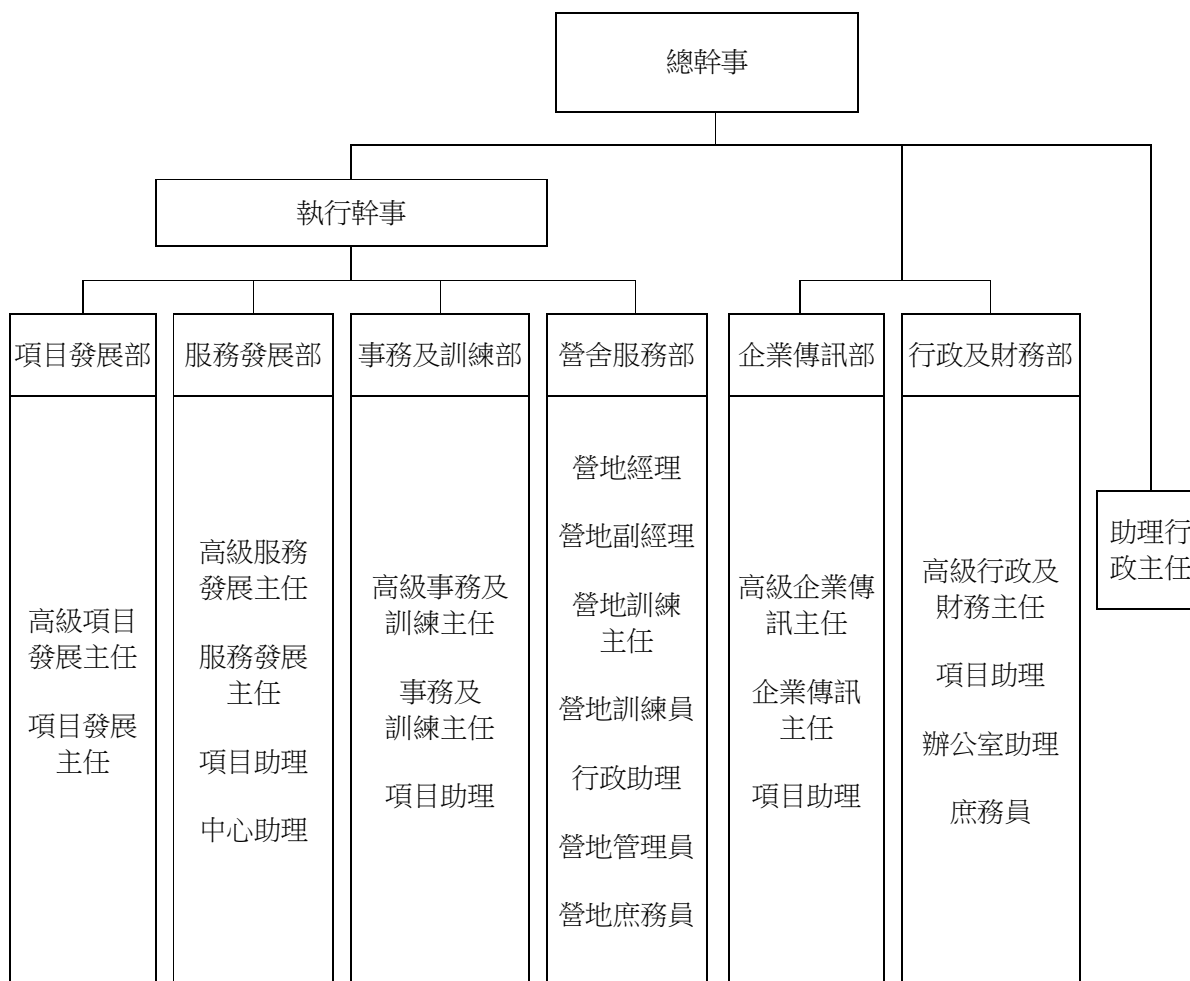 總幹事
執行幹事
項目發展部
服務發展部
事務及訓練部
營舍服務部
企業傳訊部
行政及財務部
高級項目
發展主任
項目發展
主任
高級服務
發展主任
服務發展
主任
項目助理
中心助理
高級事務及
訓練主任
事務及
訓練主任
項目助理
營地經理
營地副經理
營地訓練
主任
營地訓練員
行政助理
營地管理員
營地庶務員
高級企業傳
訊主任
企業傳訊
主任
項目助理
高級行政及
財務主任
項目助理
辦公室助理
庶務員
助理行
政主任